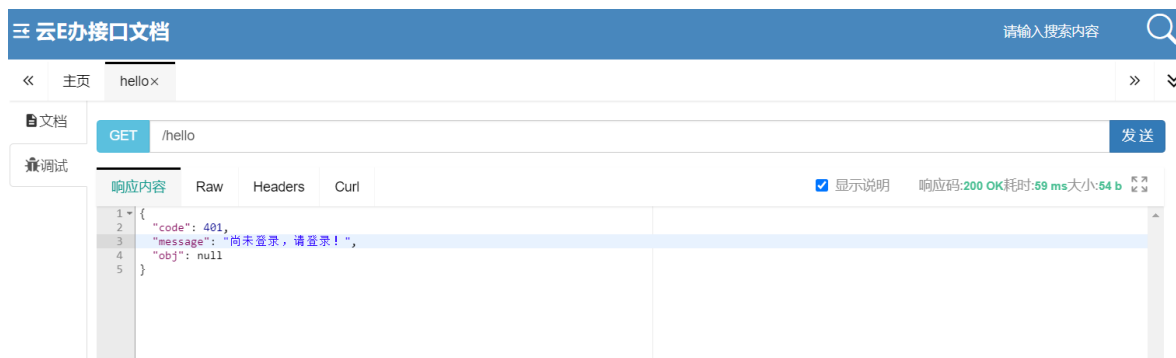 云E办接口文档 请输入搜索内容
主页 hello×
文档
GET /hello 发送
调试
响应内容 Raw Headers Curl 显示说明 响应码:200 OK耗时:59 ms大小:54 b
1 {
2 "code": 401,
3 "message": "尚未登录，请登录！",
4 "obj": null
5 }